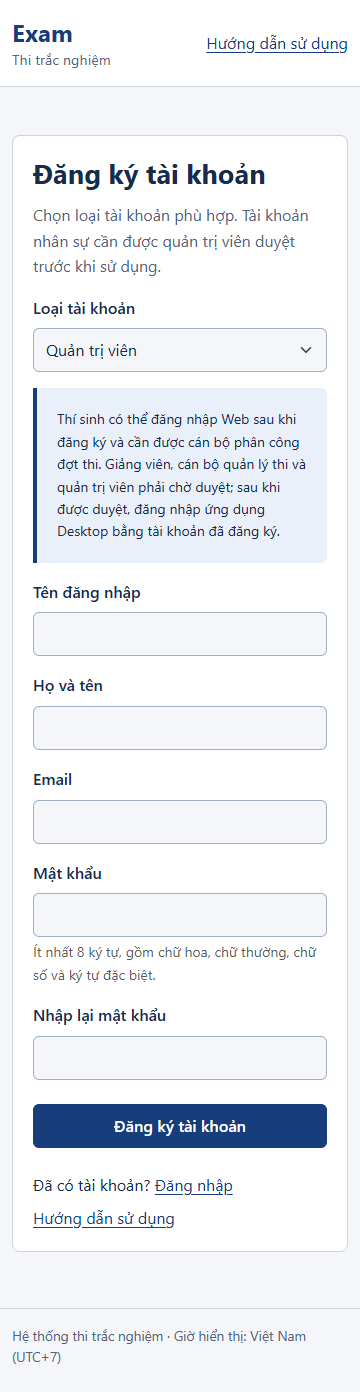 Exam
Thi trắc nghiệm
Hướng dẫn sử dụng
Đăng ký tài khoản
Chọn loại tài khoản phù hợp. Tài khoản
nhân sự cần được quản trị viên duyệt
trước khi sử dụng.
Loại tài khoản
Quản trị viên
Thí sinh có thể đăng nhập Web sau khi
đăng ký và cần được cán bộ phân công
đợt thi. Giảng viên, cán bộ quản lý thi và
quản trị viên phải chờ duyệt; sau khi
được duyệt, đăng nhập ứng dụng
Desktop bằng tài khoản đã đăng ký.
Tên đăng nhập
Họ và tên
Email
Mật khẩu
Ít nhất 8 ký tự, gồm chữ hoa, chữ thường, chữ
số và ký tự đặc biệt.
Nhập lại mật khẩu
Đăng ký tài khoản
Đã có tài khoản? Đăng nhập
Hướng dẫn sử dụng
Hệ thống thi trắc nghiệm · Giờ hiển thị: Việt Nam
(UTC+7)